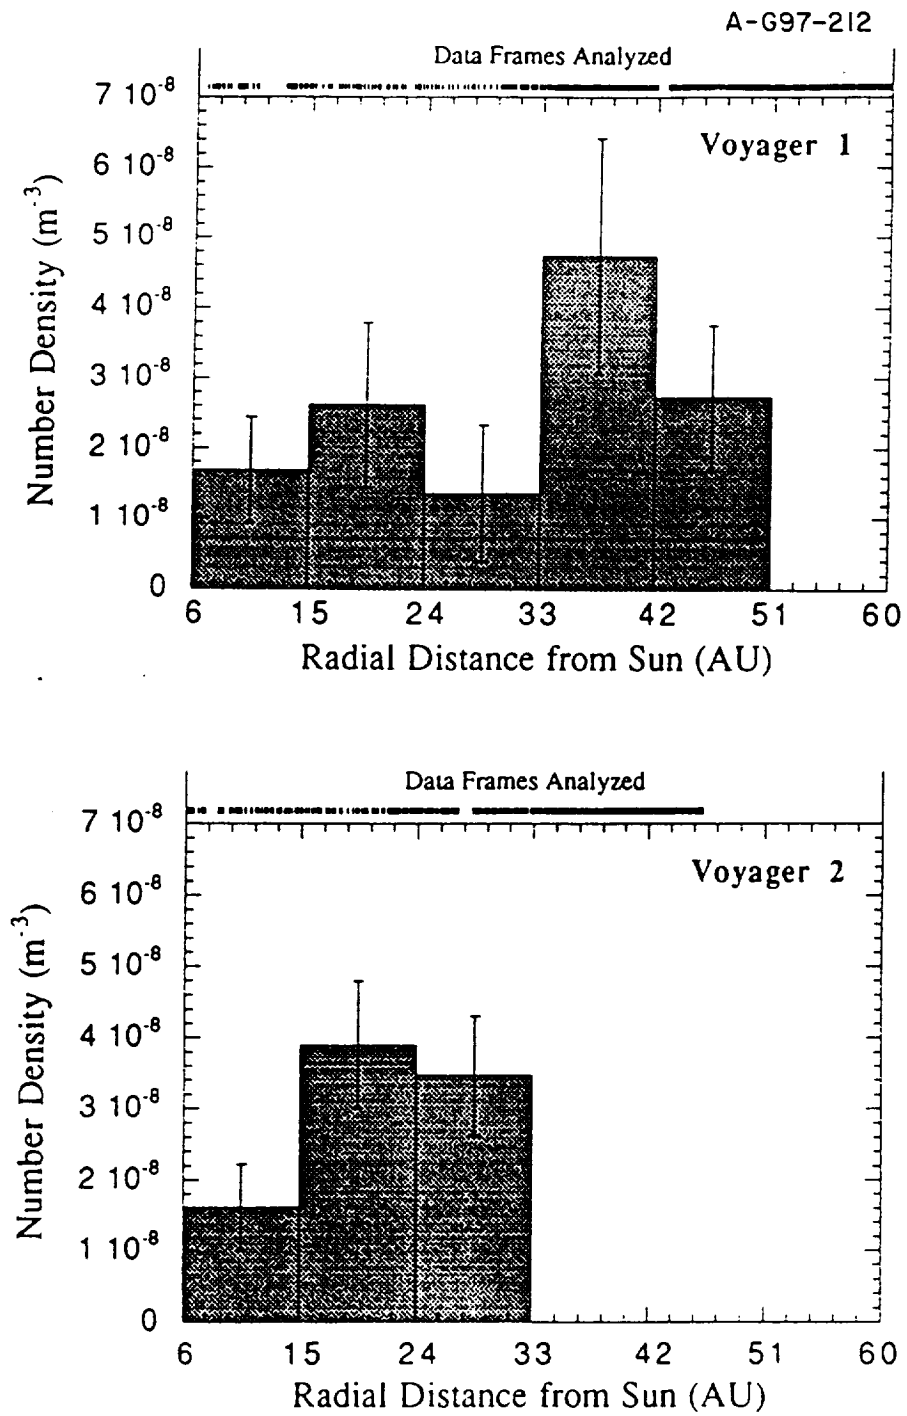 A-G97-212
Data Frames Analyzed
Voyager 1
7 10-8
6 10-8
5 10-8
4 10-8
3 10-8
2 10-8
1 10-8
0
Number Density (m-3)
6 15 24 33 42 51 60
Radial Distance from Sun (AU)
Data Frames Analyzed
Voyager 2
7 10-8
6 10-8
5 10-8
4 10-8
3 10-8
2 10-8
1 10-8
0
Number Density (m-3)
6 15 24 33 42 51 60
Radial Distance from Sun (AU)